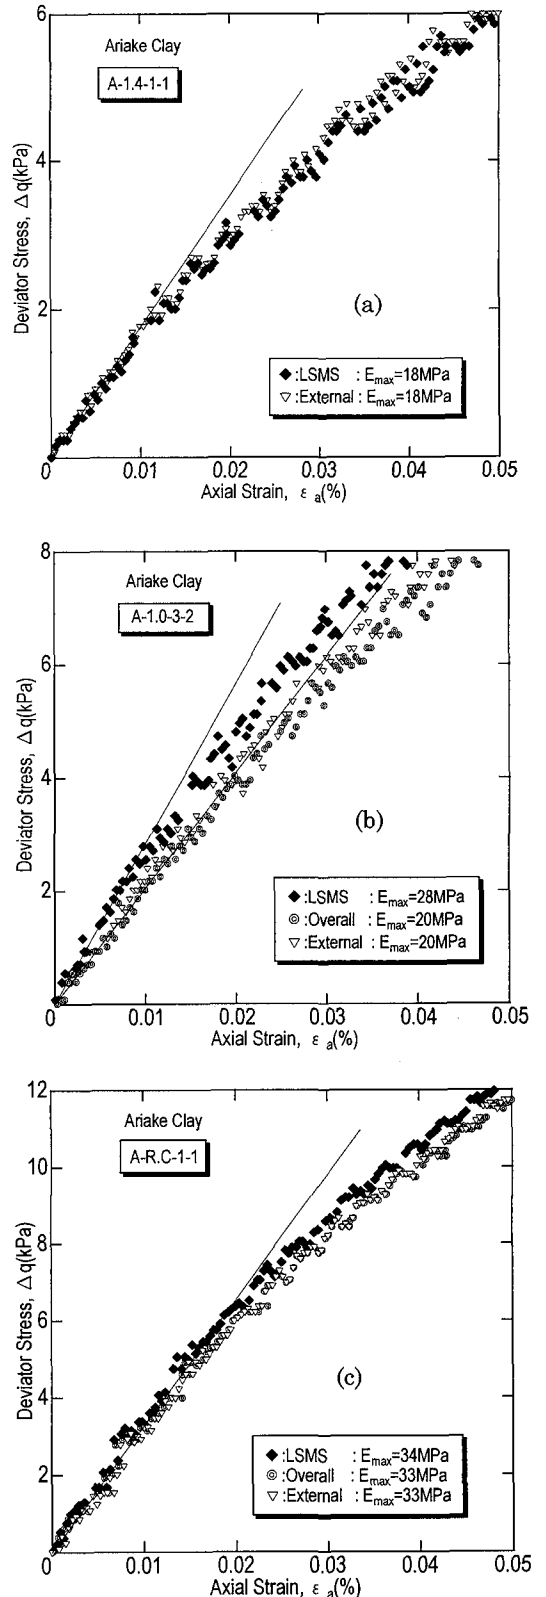 6
Ariake Clay
A-1.4-1-1
4
2
Deviator Stress, Δq(kPa)
(a)
◆:LSMS : Emax=18MPa
▽:External : Emax=18MPa
0 0.01 0.02 0.03 0.04 0.05
Axial Strain, ε a(%)
8
Ariake Clay
A-1.0-3-2
6
4
2
Deviator Stress, Δq(kPa)
(b)
◆:LSMS : Emax=28MPa
◎:Overall : Emax=20MPa
▽:External : Emax=20MPa
0 0.01 0.02 0.03 0.04 0.05
Axial Strain, ε a(%)
12
Ariake Clay
A-R.C-1-1
10
8
6
4
2
Deviator Stress, Δq(kPa)
(c)
◆:LSMS : Emax=34MPa
◎:Overall : Emax=33MPa
▽:External : Emax=33MPa
0 0.01 0.02 0.03 0.04 0.05
Axial Strain, ε a(%)